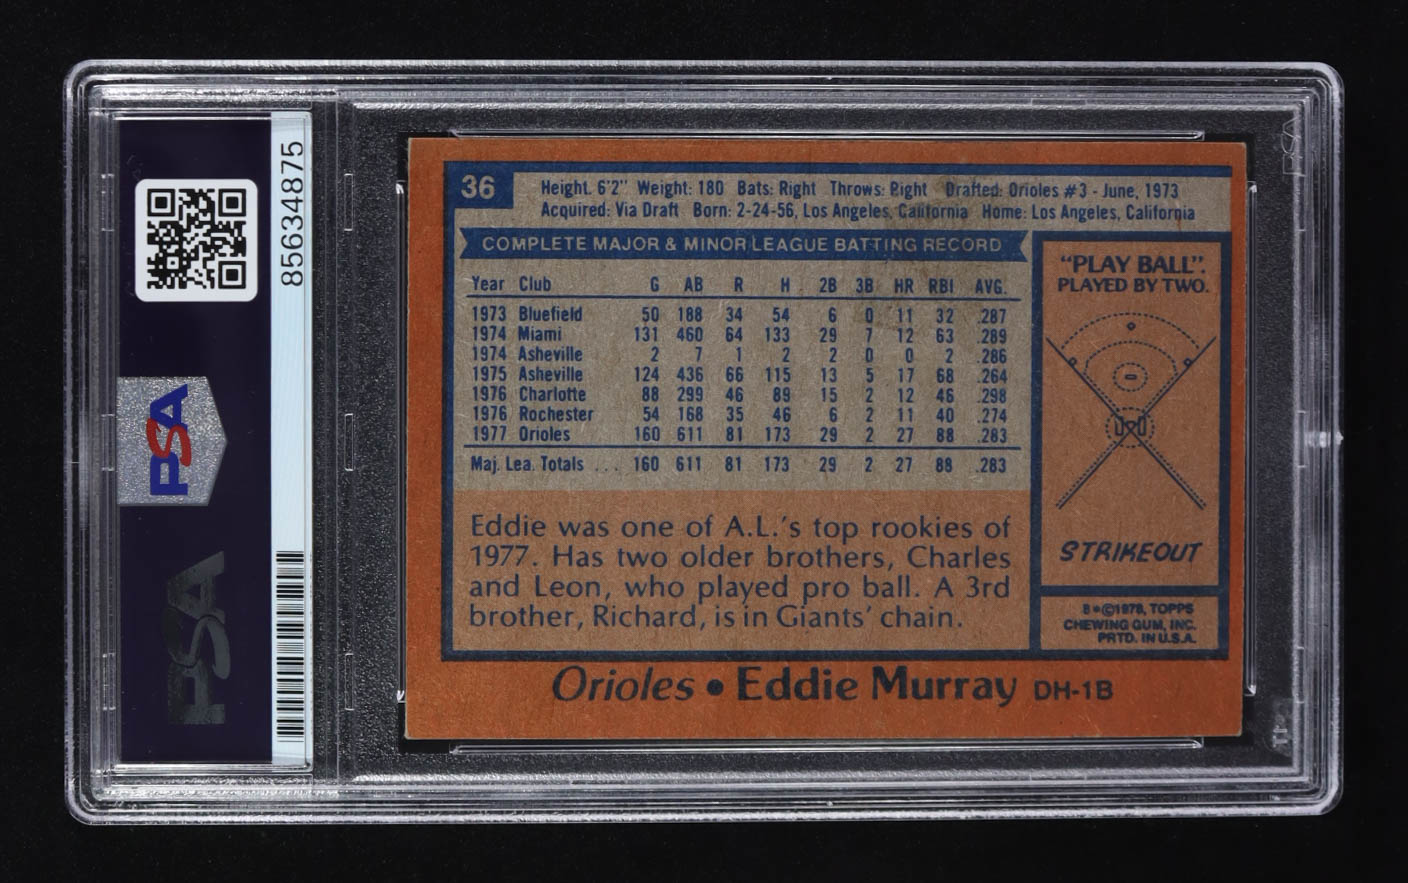 85634875
PSA
PSA
36
Height. 6'2" Weight: 180 Bats: Right Throws: Right Drafted: Orioles #3 - June, 1973
Acquired: Via Draft Born: 2-24-56, Los Angeles, California Home: Los Angeles, California
COMPLETE MAJOR & MINOR LEAGUE BATTING RECORD
Year Club G AB R H 2B 3B HR RBI AVG.
1973 Bluefield 50 188 34 54 6 0 11 32 .287
1974 Miami 131 460 64 133 29 7 12 63 .289
1974 Asheville 2 7 1 2 2 0 0 2 .286
1975 Asheville 124 436 66 115 13 5 17 68 .264
1976 Charlotte 88 299 46 89 15 2 12 46 .298
1976 Rochester 54 168 35 46 6 2 11 40 .274
1977 Orioles 160 611 81 173 29 2 27 88 .283
Maj. Lea. Totals ... 160 611 81 173 29 2 27 88 .283
Eddie was one of A.L.'s top rookies of
1977. Has two older brothers, Charles
and Leon, who played pro ball. A 3rd
brother, Richard, is in Giants' chain.
"PLAY BALL".
PLAYED BY TWO.
STRIKEOUT
B*©1978, TOPPS
CHEWING GUM, INC.
PRTD. IN U.S.A.
Orioles • Eddie Murray DH-1B